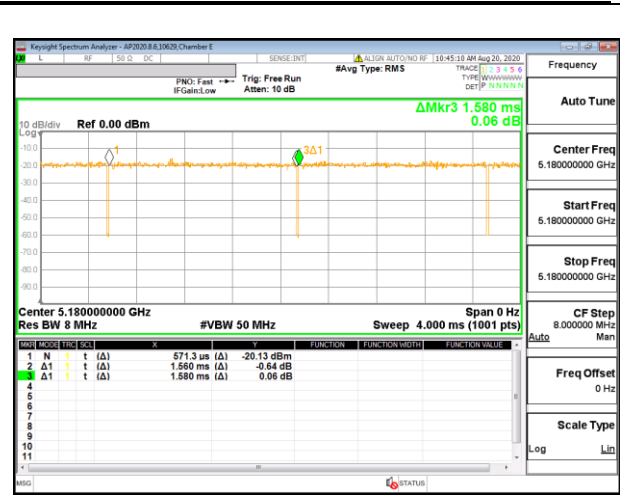 Keysight Spectrum Analyzer - AP2020.8.6,10629,Chamber E
L RF 50 Ω DC SENSE:INT ALIGN AUTO/NO RF 10:45:10 AM Aug 20, 2020
#Avg Type: RMS
TRACE 1 2 3 4 5 6
PNO: Fast Trig: Free Run TYPE WWWWWW
IFGain:Low Atten: 10 dB DET P N N N N N
Frequency
ΔMkr3 1.580 ms
0.06 dB
10 dB/div Ref 0.00 dBm
Log
-10.0
1
3Δ1
-20.0
-30.0
-40.0
-50.0
-60.0
-70.0
-80.0
-90.0
Center 5.180000000 GHz Span 0 Hz
Res BW 8 MHz #VBW 50 MHz Sweep 4.000 ms (1001 pts)
MKR MODE TRC SCL X Y FUNCTION FUNCTION WIDTH FUNCTION VALUE
1 N 1 t (Δ) 571.3 µs (Δ) -20.13 dBm
2 Δ1 1 t (Δ) 1.560 ms (Δ) -0.64 dB
3 Δ1 1 t (Δ) 1.580 ms (Δ) 0.06 dB
4
5
6
7
8
9
10
11
MSG STATUS
Auto Tune
Center Freq
5.180000000 GHz
Start Freq
5.180000000 GHz
Stop Freq
5.180000000 GHz
CF Step
8.000000 MHz
Auto Man
Freq Offset
0 Hz
Scale Type
Log Lin